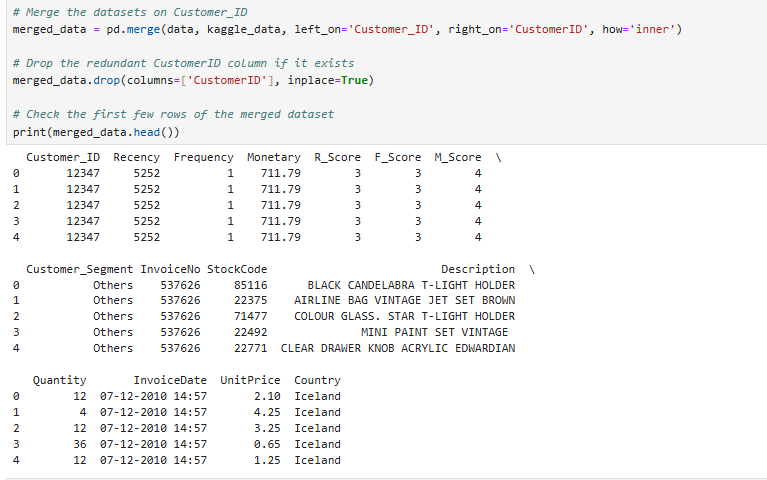 # Merge the datasets on Customer_ID
merged_data = pd.merge(data, kaggle_data, left_on='Customer_ID', right_on='CustomerID', how='inner')
# Drop the redundant CustomerID column if it exists
merged_data.drop(columns=['CustomerID'], inplace=True)
# Check the first few rows of the merged dataset
print(merged_data.head())
Customer_ID Recency Frequency Monetary R_Score F_Score M_Score \
0 12347 5252 1 711.79 3 3 4
1 12347 5252 1 711.79 3 3 4
2 12347 5252 1 711.79 3 3 4
3 12347 5252 1 711.79 3 3 4
4 12347 5252 1 711.79 3 3 4
Customer_Segment InvoiceNo StockCode Description \
0 Others 537626 85116 BLACK CANDELABRA T-LIGHT HOLDER
1 Others 537626 22375 AIRLINE BAG VINTAGE JET SET BROWN
2 Others 537626 71477 COLOUR GLASS. STAR T-LIGHT HOLDER
3 Others 537626 22492 MINI PAINT SET VINTAGE
4 Others 537626 22771 CLEAR DRAWER KNOB ACRYLIC EDWARDIAN
Quantity InvoiceDate UnitPrice Country
0 12 07-12-2010 14:57 2.10 Iceland
1 4 07-12-2010 14:57 4.25 Iceland
2 12 07-12-2010 14:57 3.25 Iceland
3 36 07-12-2010 14:57 0.65 Iceland
4 12 07-12-2010 14:57 1.25 Iceland